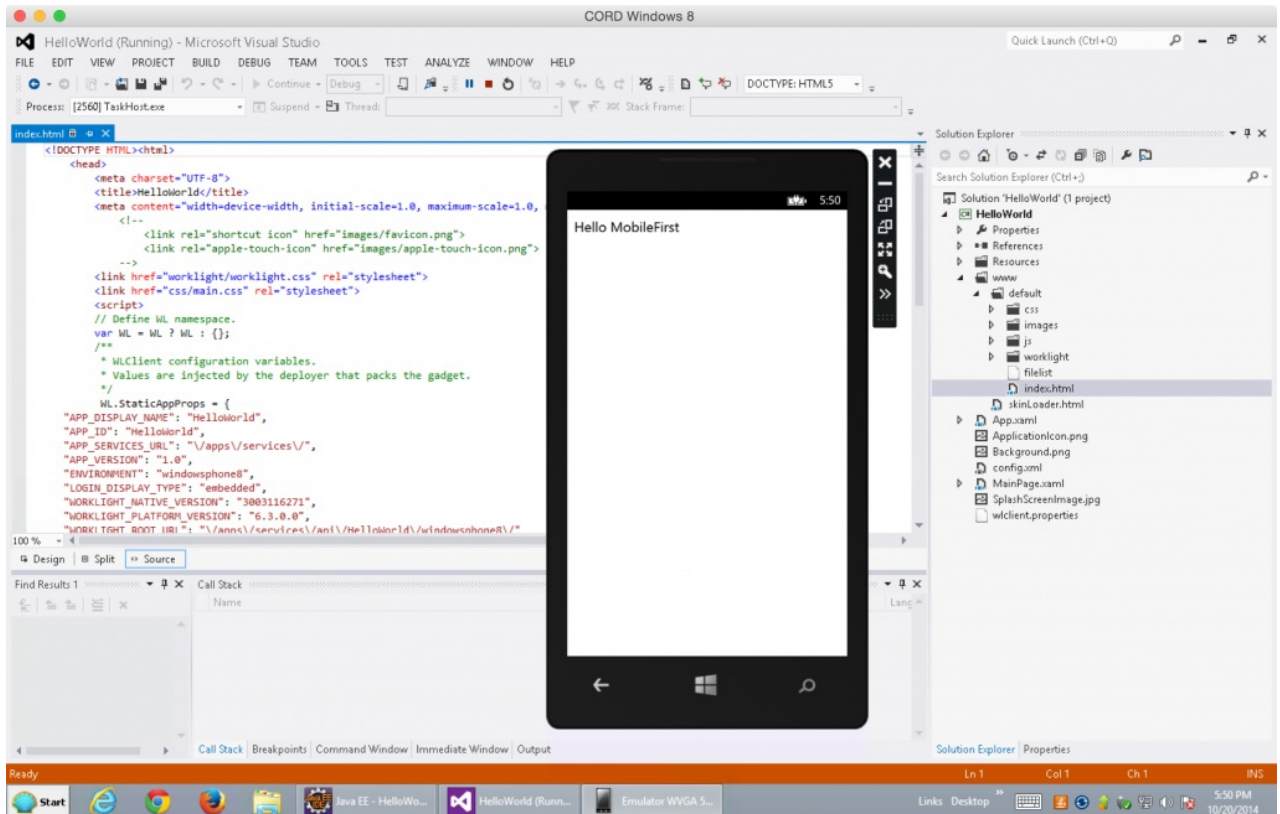 CORD Windows 8
HelloWorld (Running) - Microsoft Visual Studio
Quick Launch (Ctrl+Q)
FILE EDIT VIEW PROJECT BUILD DEBUG TEAM TOOLS TEST ANALYZE WINDOW HELP
Continue Debug DOCTYPE: HTML5
Process: [2560] TaskHost.exe Suspend Thread: Stack Frame:
index.html
<!DOCTYPE HTML><html>
<head>
<meta charset="UTF-8">
<title>HelloWorld</title>
<meta content="width=device-width, initial-scale=1.0, maximum-scale=1.0,
<!--
<link rel="shortcut icon" href="images/favicon.png">
<link rel="apple-touch-icon" href="images/apple-touch-icon.png">
-->
<link href="worklight/worklight.css" rel="stylesheet">
<link href="css/main.css" rel="stylesheet">
<script>
// Define WL namespace.
var WL = WL ? WL : {};
/**
* WLClient configuration variables.
* Values are injected by the deployer that packs the gadget.
*/
WL.StaticAppProps = {
"APP_DISPLAY_NAME": "HelloWorld",
"APP_ID": "HelloWorld",
"APP_SERVICES_URL": "\/apps\/services\/",
"APP_VERSION": "1.0",
"ENVIRONMENT": "windowsphone8",
"LOGIN_DISPLAY_TYPE": "embedded",
"WORKLIGHT_NATIVE_VERSION": "3003116271",
"WORKLIGHT_PLATFORM_VERSION": "6.3.0.0",
"WORKLIGHT_ROOT_URL": "\/apps\/services\/api\/HelloWorld\/windowsphone8\/"
100 %
Design Split Source
5:50
Hello MobileFirst
Solution Explorer
Search Solution Explorer (Ctrl+;)
Solution 'HelloWorld' (1 project)
HelloWorld
Properties
References
Resources
www
default
css
images
js
worklight
filelist
index.html
skinLoader.html
App.xaml
ApplicationIcon.png
Background.png
config.xml
MainPage.xaml
SplashScreenImage.jpg
wlclient.properties
Find Results 1
Call Stack
Name
Lang
Call Stack Breakpoints Command Window Immediate Window Output
Solution Explorer Properties
Ready Ln 1 Col 1 Ch 1 INS
Start Java EE - HelloWo... HelloWorld (Runn... Emulator WVGA 5... Links Desktop 5:50 PM
10/20/2014